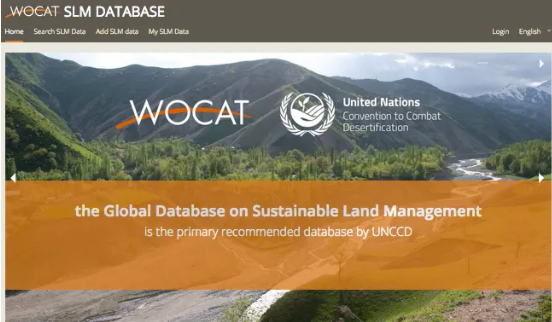 WOCAT SLM DATABASE
Home Search SLM Data Add SLM data My SLM Data Login English
WOCAT
United Nations
Convention to Combat
Desertification
the Global Database on Sustainable Land Management
is the primary recommended database by UNCCD